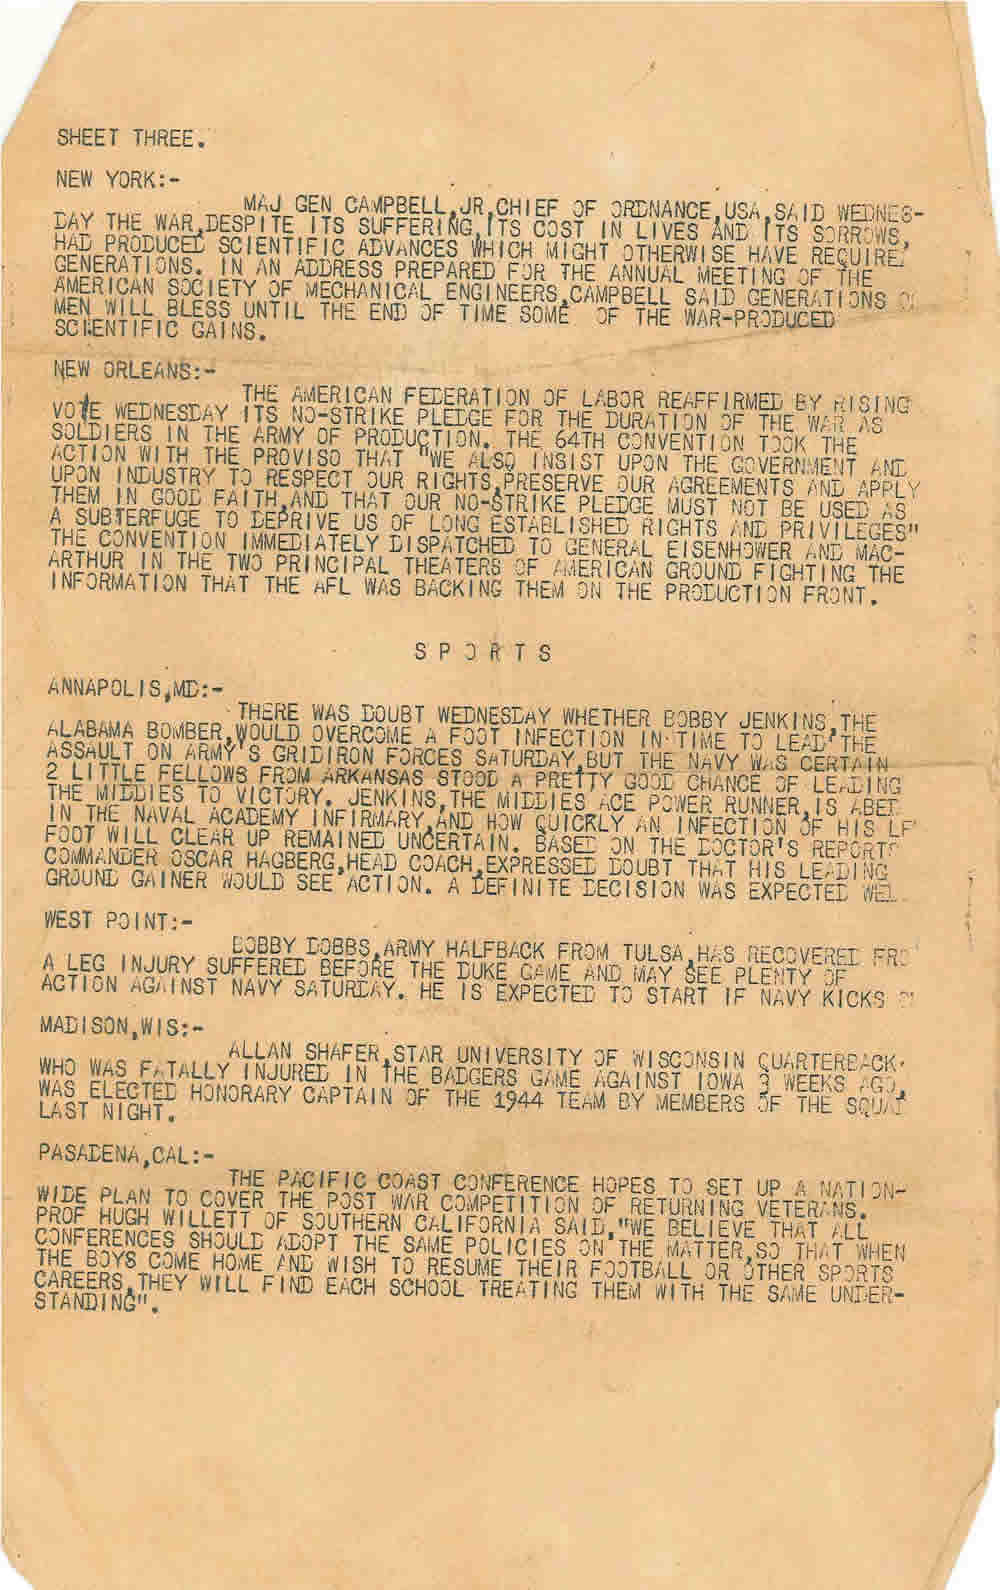 SHEET THREE.
NEW YORK:-
MAJ GEN CAMPBELL,JR,CHIEF OF ORDNANCE,USA,SAID WEDNES-
DAY THE WAR,DESPITE ITS SUFFERING,ITS COST IN LIVES AND ITS SORROWS,
HAD PRODUCED SCIENTIFIC ADVANCES WHICH MIGHT OTHERWISE HAVE REQUIRE
GENERATIONS. IN AN ADDRESS PREPARED FOR THE ANNUAL MEETING OF THE
AMERICAN SOCIETY OF MECHANICAL ENGINEERS,CAMPBELL SAID GENERATIONS
MEN WILL BLESS UNTIL THE END OF TIME SOME OF THE WAR-PRODUCED
SCIENTIFIC GAINS.
NEW ORLEANS:-
THE AMERICAN FEDERATION OF LABOR REAFFIRMED BY RISING
VOTE WEDNESDAY ITS NO-STRIKE PLEDGE FOR THE DURATION OF THE WAR AS
SOLDIERS IN THE ARMY OF PRODUCTION. THE 64TH CONVENTION TOOK THE
ACTION WITH THE PROVISO THAT "WE ALSO INSIST UPON THE GOVERNMENT AND
UPON INDUSTRY TO RESPECT OUR RIGHTS,PRESERVE OUR AGREEMENTS AND APPLY
THEM IN GOOD FAITH,AND THAT OUR NO-STRIKE PLEDGE MUST NOT BE USED AS
A SUBTERFUGE TO DEPRIVE US OF LONG ESTABLISHED RIGHTS AND PRIVILEGES"
THE CONVENTION IMMEDIATELY DISPATCHED TO GENERAL EISENHOWER AND MAC-
ARTHUR IN THE TWO PRINCIPAL THEATERS OF AMERICAN GROUND FIGHTING THE
INFORMATION THAT THE AFL WAS BACKING THEM ON THE PRODUCTION FRONT.
S P O R T S
ANNAPOLIS,MD:-
THERE WAS DOUBT WEDNESDAY WHETHER BOBBY JENKINS,THE
ALABAMA BOMBER,WOULD OVERCOME A FOOT INFECTION IN TIME TO LEAD THE
ASSAULT ON ARMY'S GRIDIRON FORCES SATURDAY,BUT THE NAVY WAS CERTAIN
2 LITTLE FELLOWS FROM ARKANSAS STOOD A PRETTY GOOD CHANCE OF LEADING
THE MIDDIES TO VICTORY. JENKINS,THE MIDDIES ACE POWER RUNNER,IS ABED
IN THE NAVAL ACADEMY INFIRMARY,AND HOW QUICKLY AN INFECTION OF HIS
FOOT WILL CLEAR UP REMAINED UNCERTAIN. BASED ON THE DOCTOR'S REPORTS
COMMANDER OSCAR HAGBERG,HEAD COACH,EXPRESSED DOUBT THAT HIS LEADING
GROUND GAINER WOULD SEE ACTION. A DEFINITE DECISION WAS EXPECTED
WEST POINT:-
BOBBY DOBBS,ARMY HALFBACK FROM TULSA,HAS RECOVERED FRO
A LEG INJURY SUFFERED BEFORE THE DUKE GAME AND MAY SEE PLENTY OF
ACTION AGAINST NAVY SATURDAY. HE IS EXPECTED TO START IF NAVY KICKS
MADISON,WIS:-
ALLAN SHAFER,STAR UNIVERSITY OF WISCONSIN QUARTERBACK
WHO WAS FATALLY INJURED IN THE BADGERS GAME AGAINST IOWA 3 WEEKS AGO,
WAS ELECTED HONORARY CAPTAIN OF THE 1944 TEAM BY MEMBERS OF THE SQUAD
LAST NIGHT.
PASADENA,CAL:-
THE PACIFIC COAST CONFERENCE HOPES TO SET UP A NATION-
WIDE PLAN TO COVER THE POST WAR COMPETITION OF RETURNING VETERANS.
PROF HUGH WILLETT OF SOUTHERN CALIFORNIA SAID,"WE BELIEVE THAT ALL
CONFERENCES SHOULD ADOPT THE SAME POLICIES ON THE MATTER,SO THAT WHEN
THE BOYS COME HOME AND WISH TO RESUME THEIR FOOTBALL OR OTHER SPORTS
CAREERS,THEY WILL FIND EACH SCHOOL TREATING THEM WITH THE SAME UNDER-
STANDING".